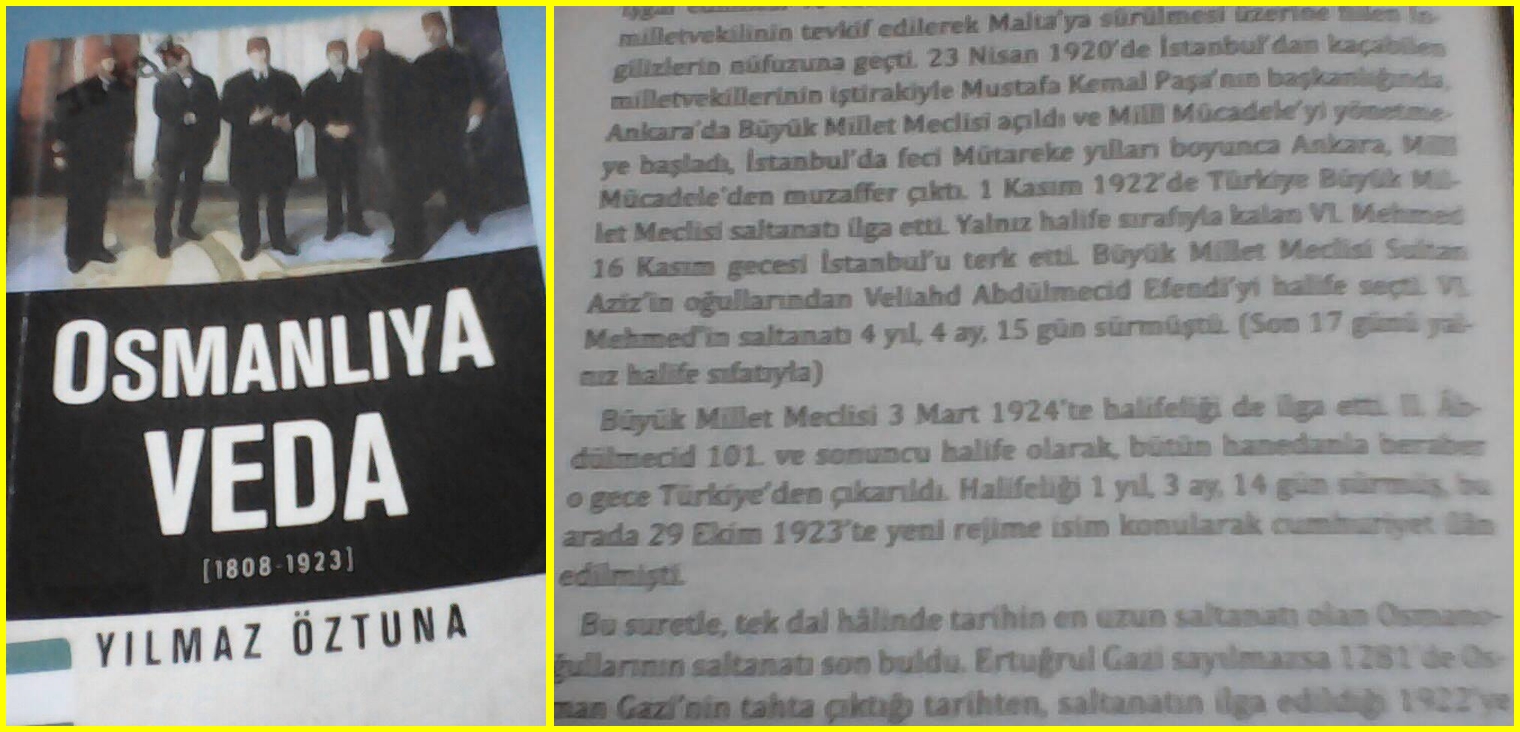 OSMANLIYA
VEDA
[1808-1923]
YILMAZ ÖZTUNA
milletvekilinin tevkif edilerek Malta'ya sürülmesi üzerine fiilen İn-
gilizlerin nüfuzuna geçti. 23 Nisan 1920'de İstanbul'dan kaçabilen
milletvekillerinin iştirakiyle Mustafa Kemal Paşa'nın başkanlığında,
Ankara'da Büyük Millet Meclisi açıldı ve Millî Mücadele'yi yönetme-
ye başladı, İstanbul'da feci Mütareke yılları boyunca Ankara, Millî
Mücadele'den muzaffer çıktı. 1 Kasım 1922'de Türkiye Büyük Mil-
let Meclisi saltanatı ilga etti. Yalnız halife sırafıyla kalan VI. Mehmed
16 Kasım gecesi İstanbul'u terk etti. Büyük Millet Meclisi Sultan
Aziz'in oğullarından Veliahd Abdülmecid Efendi'yi halife seçti. VI.
Mehmed'in saltanatı 4 yıl, 4 ay, 15 gün sürmüştü. (Son 17 günü yal-
nız halife sıfatıyla)
Büyük Millet Meclisi 3 Mart 1924'te halifeliği de ilga etti. II. Ab-
dülmecid 101. ve sonuncu halife olarak, bütün hanedanla beraber
o gece Türkiye'den çıkarıldı. Halifeliği 1 yıl, 3 ay, 14 gün sürmüş, bu
arada 29 Ekim 1923'te yeni rejime isim konularak cumhuriyet ilân
edilmişti.
Bu suretle, tek dal hâlinde tarihin en uzun saltanatı olan Osmano-
ğullarının saltanatı son buldu. Ertuğrul Gazi sayılmazsa 1281'de Os-
man Gazi'nin tahta çıktığı tarihten, saltanatın ilga edildiği 1922'ye